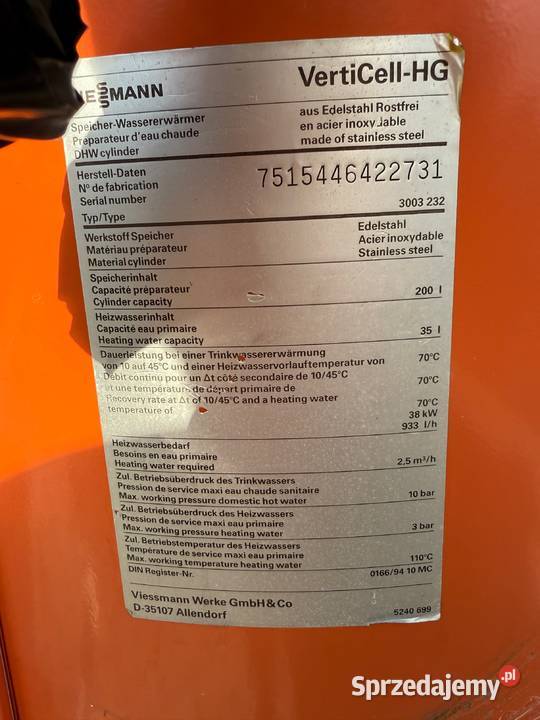 VIESSMANN VertiCell-HG
Speicher-Wassererwärmer aus Edelstahl Rostfrei
Préparateur d'eau chaude en acier inoxydable
DHW cylinder made of stainless steel
Herstell-Daten
N° de fabrication 7515446422731
Serial number
Typ/Type 3003 232
Werkstoff Speicher Edelstahl
Matériau préparateur Acier inoxydable
Material cylinder Stainless steel
Speicherinhalt
Capacité préparateur
Cylinder capacity 200 l
Heizwasserinhalt
Capacité eau primaire
Heating water capacity 35 l
Dauerleistung bei einer Trinkwassererwärmung
von 10 auf 45°C und einer Heizwasservorlauftemperatur von 70°C
Débit continu pour un Δt côté secondaire de 10/45°C
et une température de départ primaire de 70°C
Recovery rate at Δt of 10/45°C and a heating water
temperature of 70°C
38 kW
933 l/h
Heizwasserbedarf
Besoins en eau primaire
Heating water required 2,5 m³/h
Zul. Betriebsüberdruck des Trinkwassers
Pression de service maxi eau chaude sanitaire
Max. working pressure domestic hot water 10 bar
Zul. Betriebsüberdruck des Heizwassers
Pression de service maxi eau primaire
Max. working pressure heating water 3 bar
Zul. Betriebstemperatur des Heizwassers
Température de service maxi eau primaire
Max. working temperature heating water 110°C
DIN Register-Nr. 0166/94 10 MC
Viessmann Werke GmbH & Co
D-35107 Allendorf 5240 699
Sprzedajemy.pl